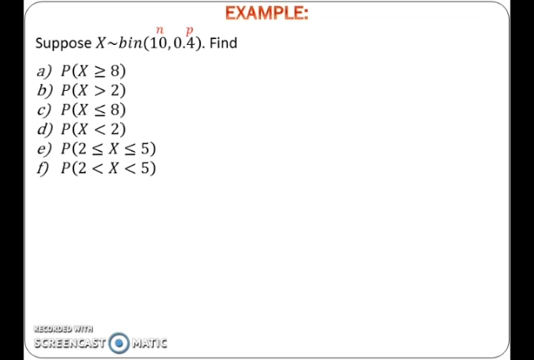 EXAMPLE:
n p
Suppose X~bin(10,0.4). Find
a) P(X ≥ 8)
b) P(X > 2)
c) P(X ≤ 8)
d) P(X < 2)
e) P(2 ≤ X ≤ 5)
f) P(2 < X < 5)
RECORDED WITH
SCREENCAST MATIC